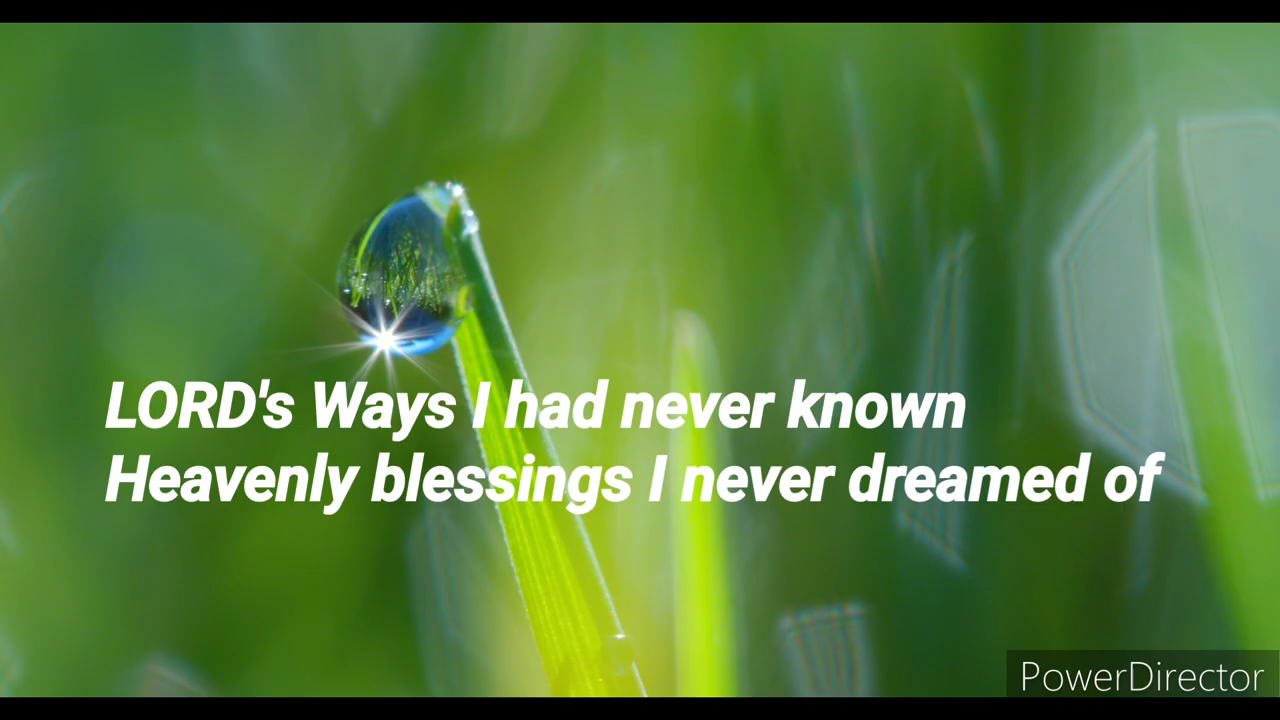 LORD's Ways I had never known
Heavenly blessings I never dreamed of
PowerDirector